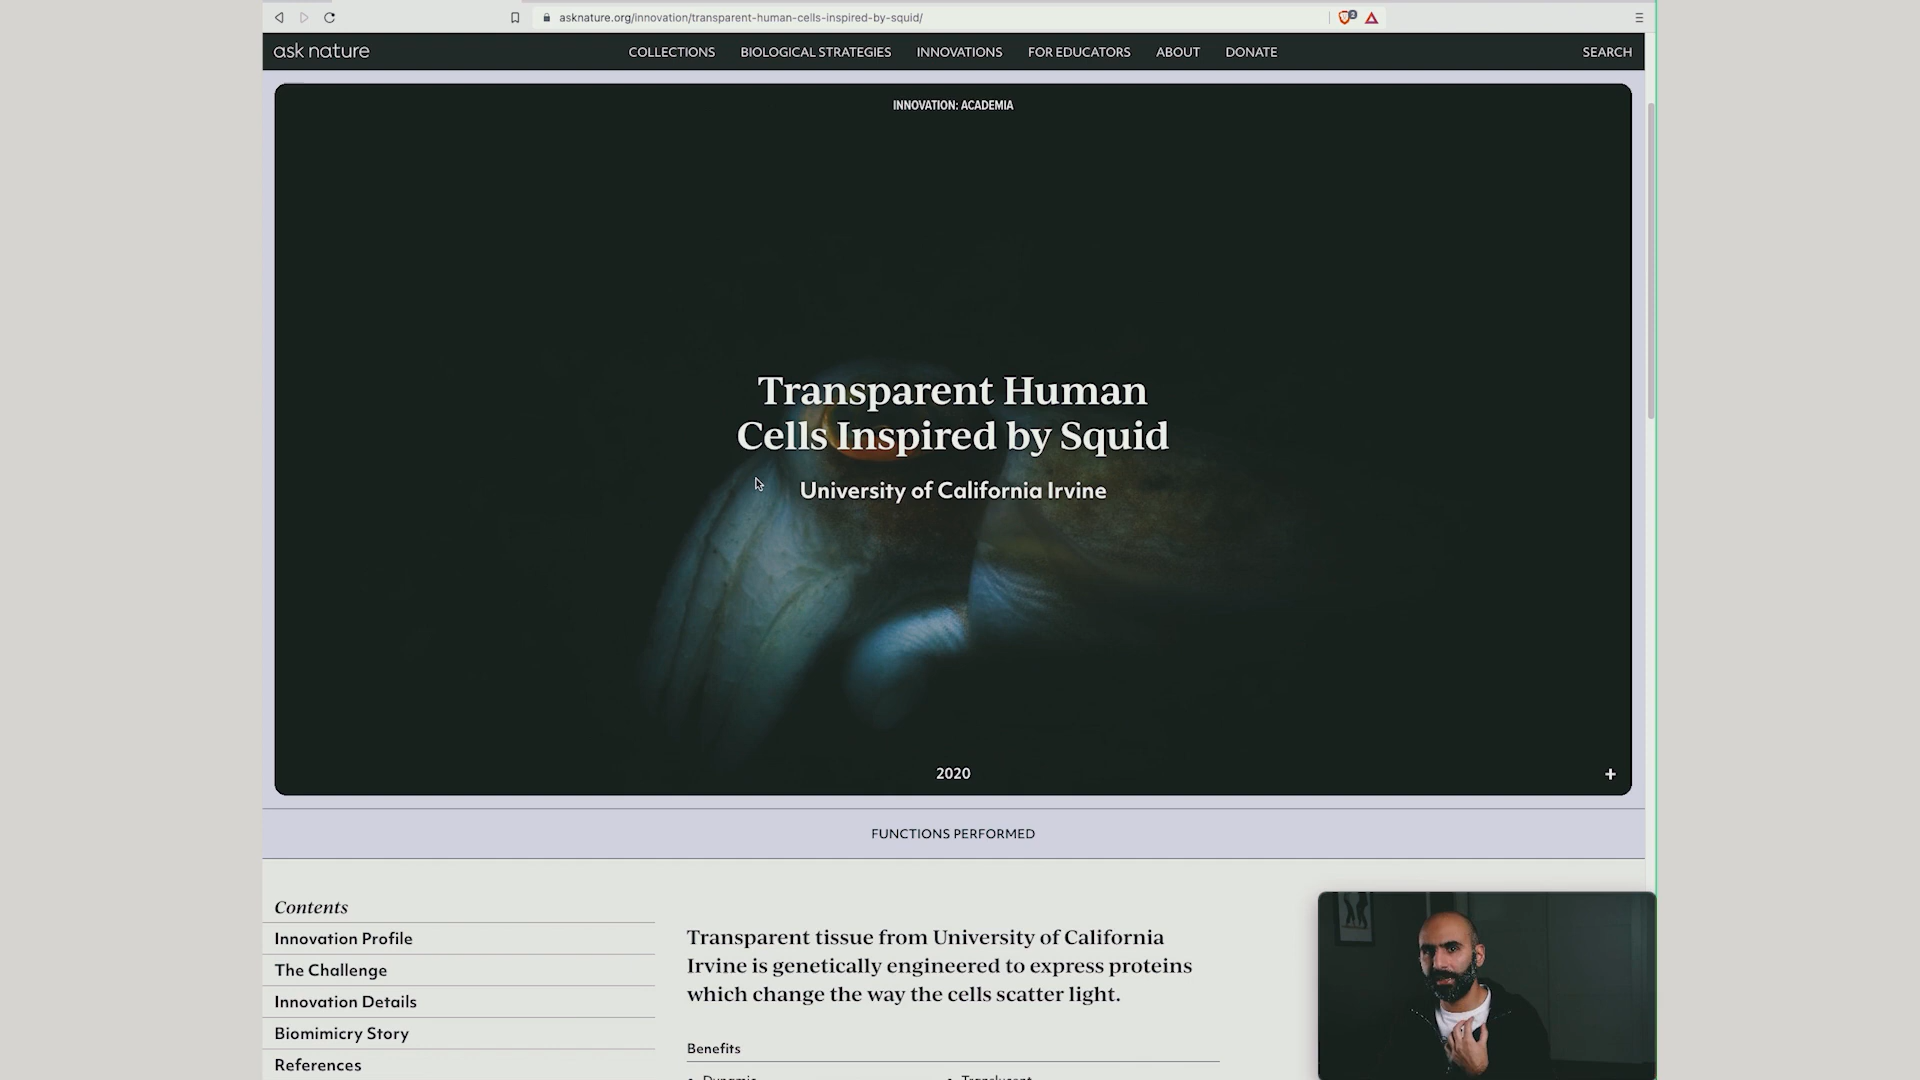 asknature.org/innovation/transparent-human-cells-inspired-by-squid/
ask nature
COLLECTIONS BIOLOGICAL STRATEGIES INNOVATIONS FOR EDUCATORS ABOUT DONATE SEARCH
INNOVATION: ACADEMIA
Transparent Human
Cells Inspired by Squid
University of California Irvine
2020
+
FUNCTIONS PERFORMED
Contents
Innovation Profile
The Challenge
Innovation Details
Biomimicry Story
References
Transparent tissue from University of California
Irvine is genetically engineered to express proteins
which change the way the cells scatter light.
Benefits
Dynamic
Translucent